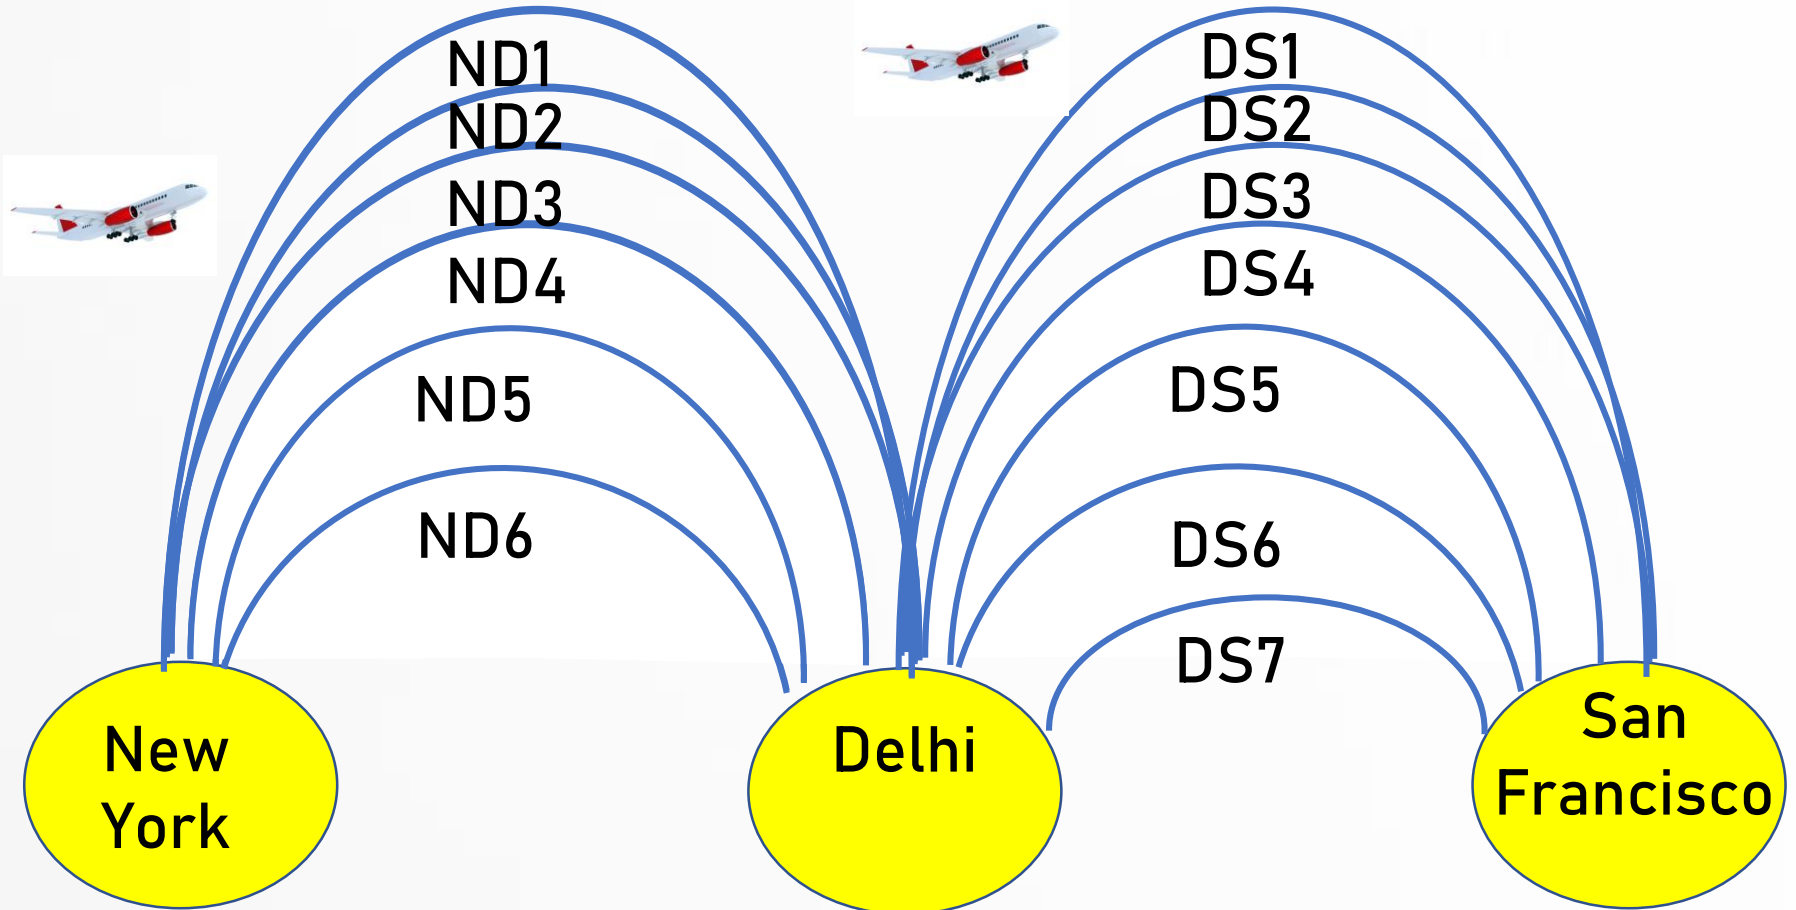 ND1
ND2
ND3
ND4
ND5
ND6
DS1
DS2
DS3
DS4
DS5
DS6
DS7
New
York
Delhi
San
Francisco